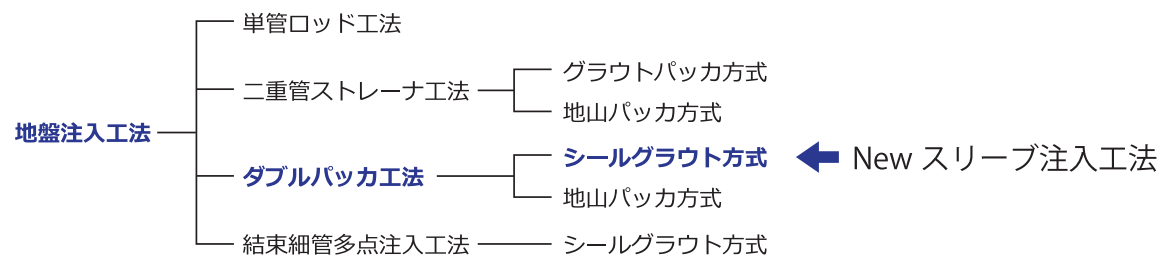 地盤注入工法
単管ロッド工法
二重管ストレーナ工法
グラウトパッカ方式
地山パッカ方式
ダブルパッカ工法
シールグラウト方式
New スリーブ注入工法
地山パッカ方式
結束細管多点注入工法
シールグラウト方式